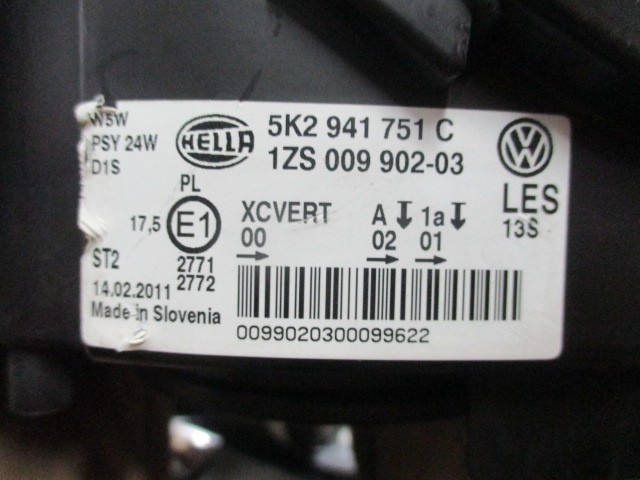 W5W
PSY 24W
D1S
HELLA
5K2 941 751 C
1ZS 009 902-03
VW
LES
13S
PL
17,5
E1
XCVERT
00
A
02
1a
01
ST2
2771
2772
14.02.2011
Made in Slovenia
0099020300099622